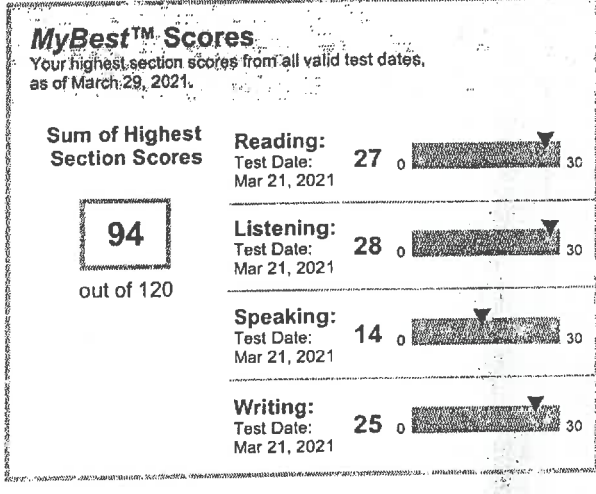 MyBest™ Scores
Your highest section scores from all valid test dates,
as of March 29, 2021.
Sum of Highest
Section Scores
94
out of 120
Reading:
Test Date:
Mar 21, 2021
27
0
30
Listening:
Test Date:
Mar 21, 2021
28
0
30
Speaking:
Test Date:
Mar 21, 2021
14
0
30
Writing:
Test Date:
Mar 21, 2021
25
0
30